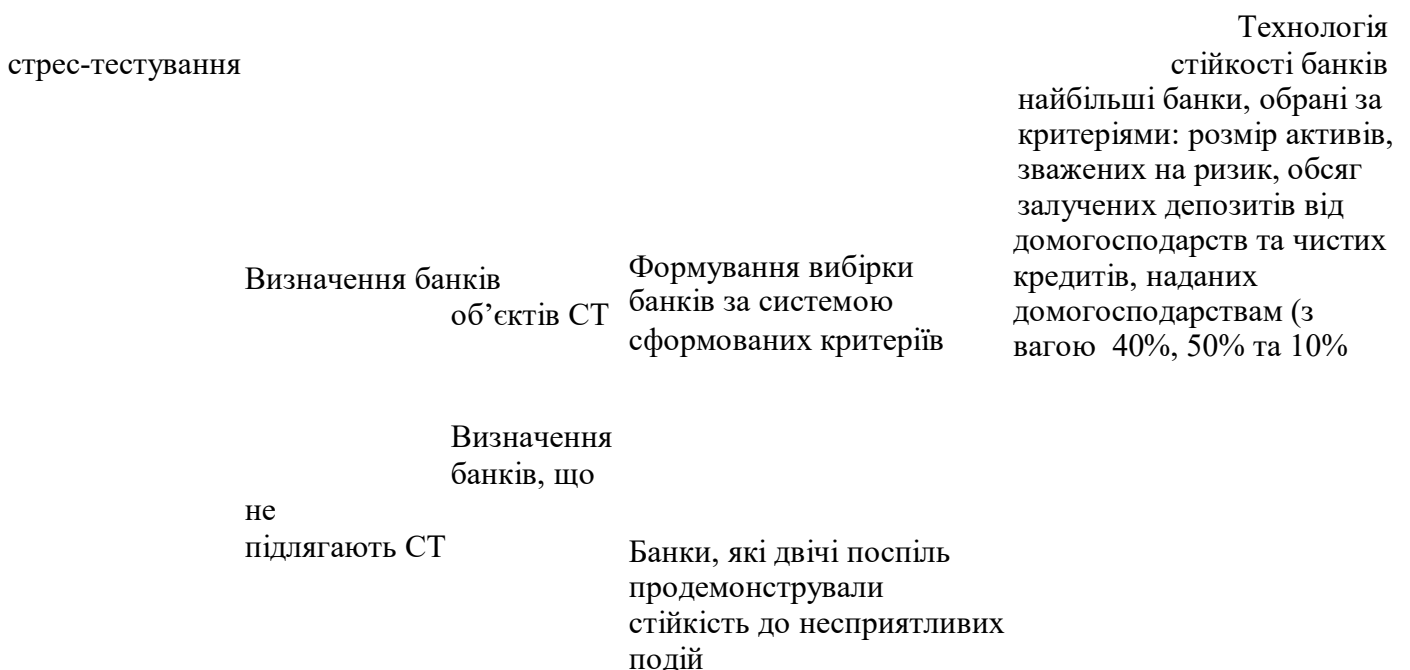 Технологія
стрес-тестування
стійкості банків
найбільші банки, обрані за
критеріями: розмір активів,
зважених на ризик, обсяг
залучених депозитів від
домогосподарств та чистих
кредитів, наданих
домогосподарствам (з
вагою 40%, 50% та 10%
Визначення банків
об’єктів СТ
Формування вибірки
банків за системою
сформованих критеріїв
Визначення
банків, що
не
підлягають СТ
Банки, які двічі поспіль
продемонстрували
стійкість до несприятливих
подій